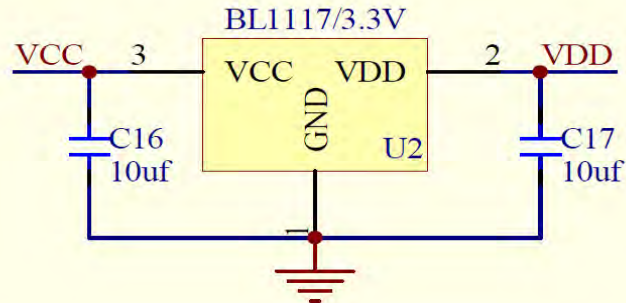 BL1117/3.3V
VCC 3 VCC VDD 2 VDD
GND
C16 U2 C17
10uf 10uf
1